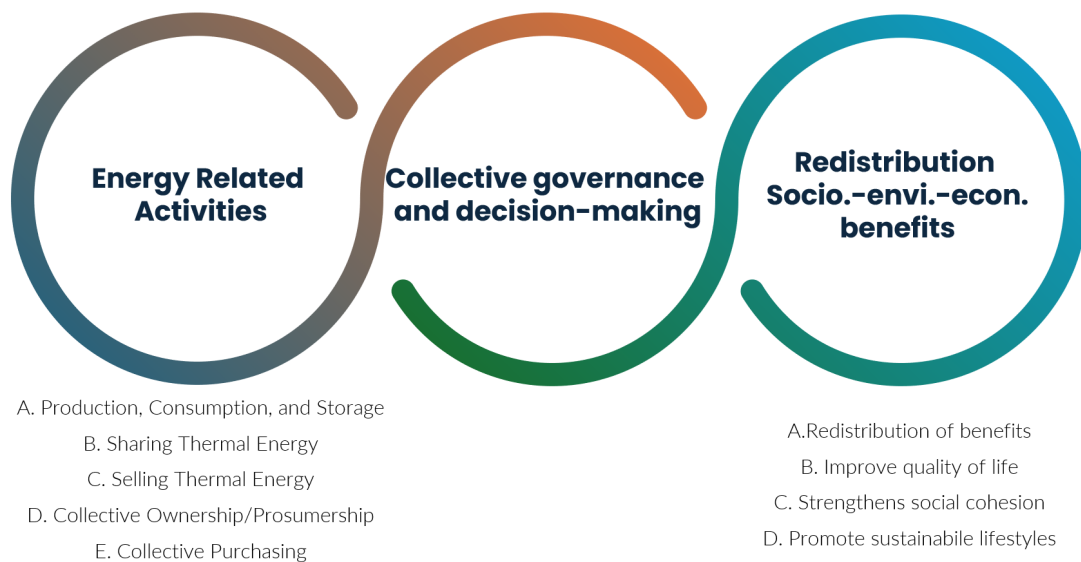 Energy Related
Activities
Collective governance
and decision-making
Redistribution
Socio.-envi.-econ.
benefits
A. Production, Consumption, and Storage
B. Sharing Thermal Energy
C. Selling Thermal Energy
D. Collective Ownership/Prosumership
E. Collective Purchasing
A.Redistribution of benefits
B. Improve quality of life
C. Strengthens social cohesion
D. Promote sustainabile lifestyles